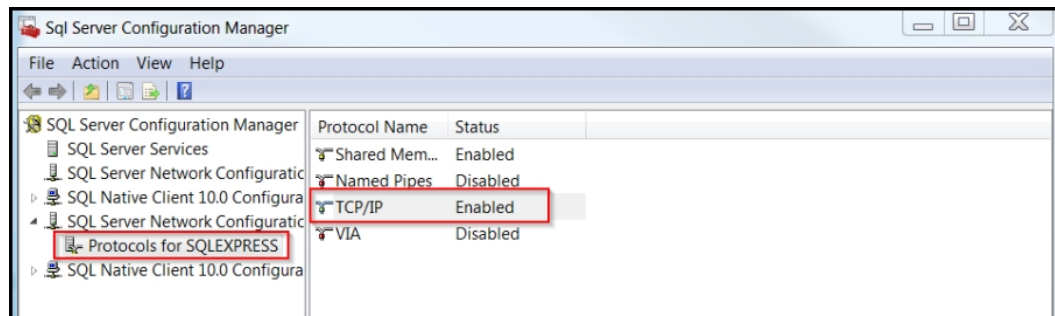 Sql Server Configuration Manager
File Action View Help
SQL Server Configuration Manager
SQL Server Services
SQL Server Network Configuratic
SQL Native Client 10.0 Configura
SQL Server Network Configuratic
Protocols for SQLEXPRESS
SQL Native Client 10.0 Configura
Protocol Name Status
Shared Mem... Enabled
Named Pipes Disabled
TCP/IP Enabled
VIA Disabled